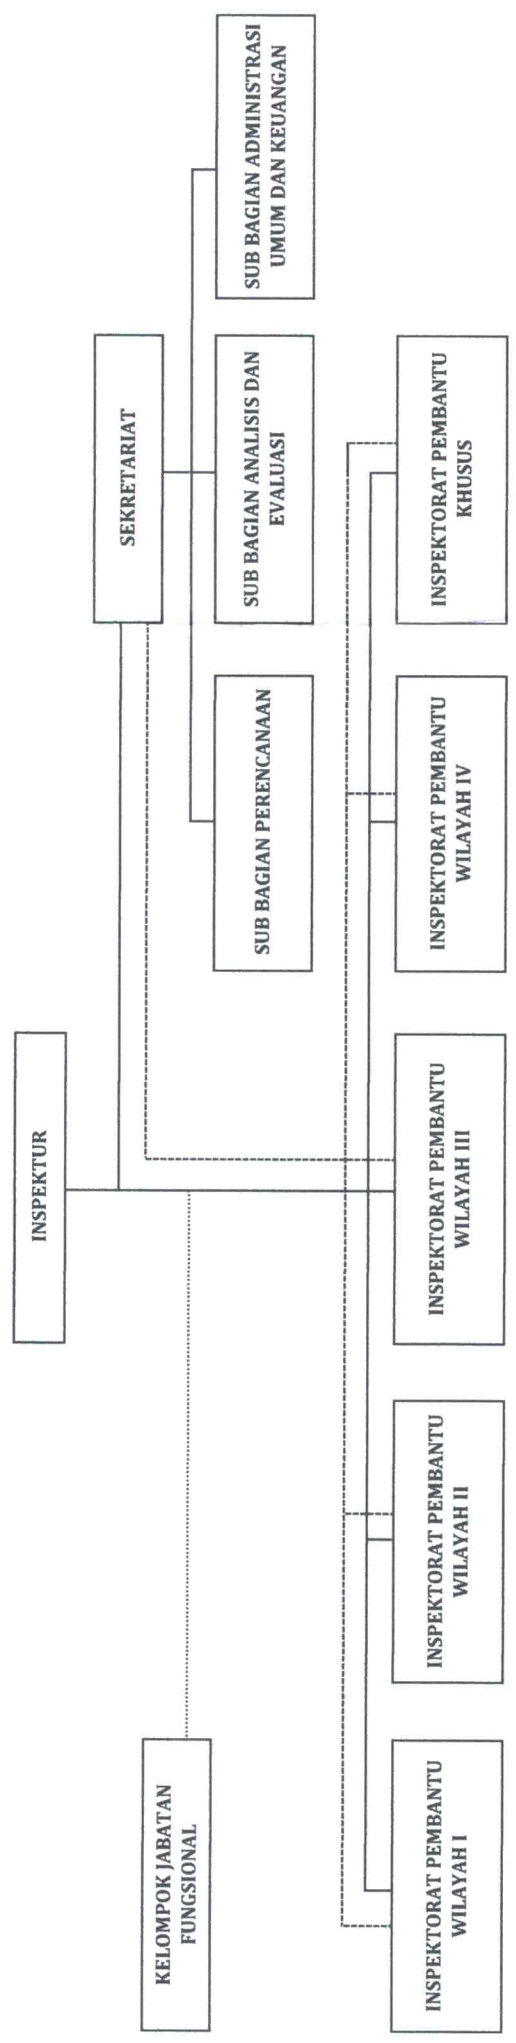 INSPEKTUR
SEKRETARIAT
KELOMPOK JABATAN
FUNGSIONAL
SUB BAGIAN PERENCANAAN
SUB BAGIAN ANALISIS DAN
EVALUASI
SUB BAGIAN ADMINISTRASI
UMUM DAN KEUANGAN
INSPEKTORAT PEMBANTU
WILAYAH I
INSPEKTORAT PEMBANTU
WILAYAH II
INSPEKTORAT PEMBANTU
WILAYAH III
INSPEKTORAT PEMBANTU
WILAYAH IV
INSPEKTORAT PEMBANTU
KHUSUS